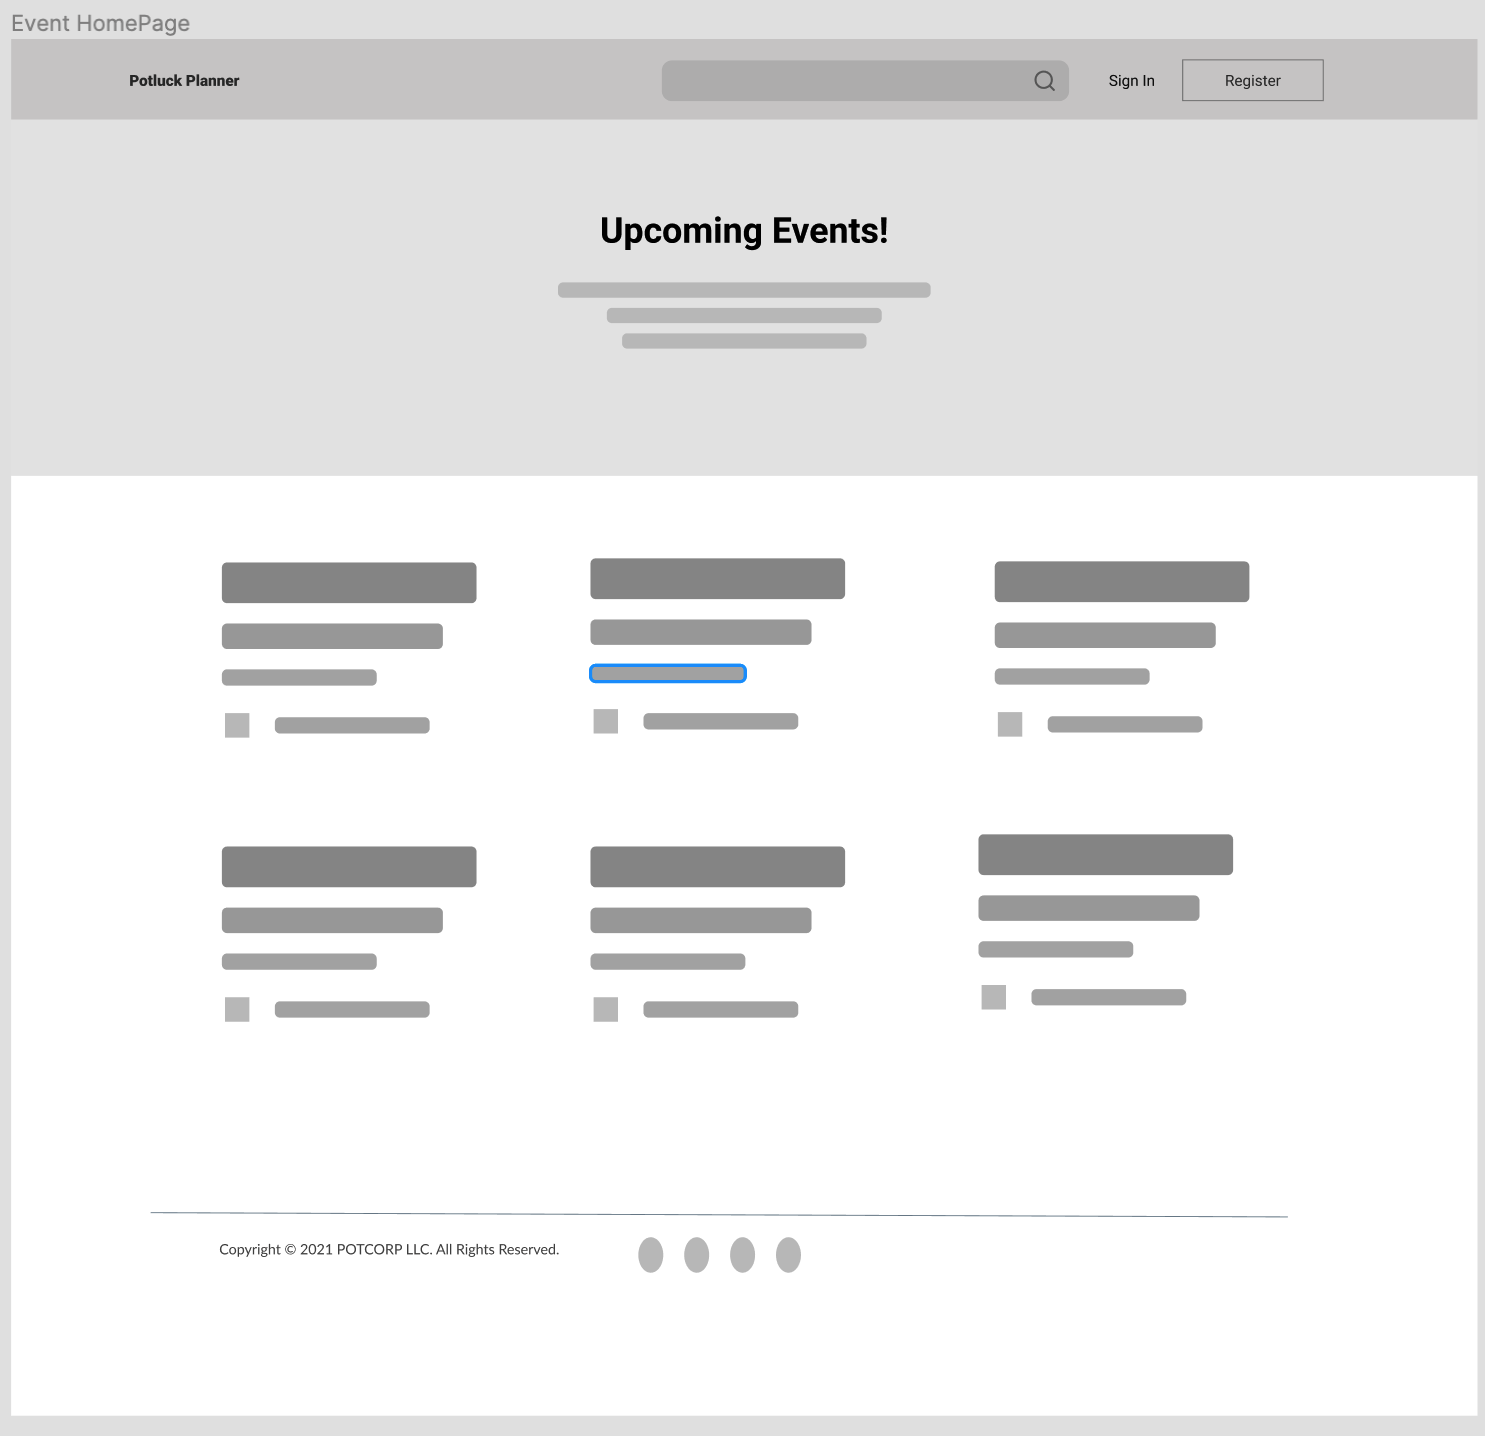 Event HomePage
Potluck Planner
Sign In
Register
Upcoming Events!
Copyright © 2021 POTCORP LLC. All Rights Reserved.